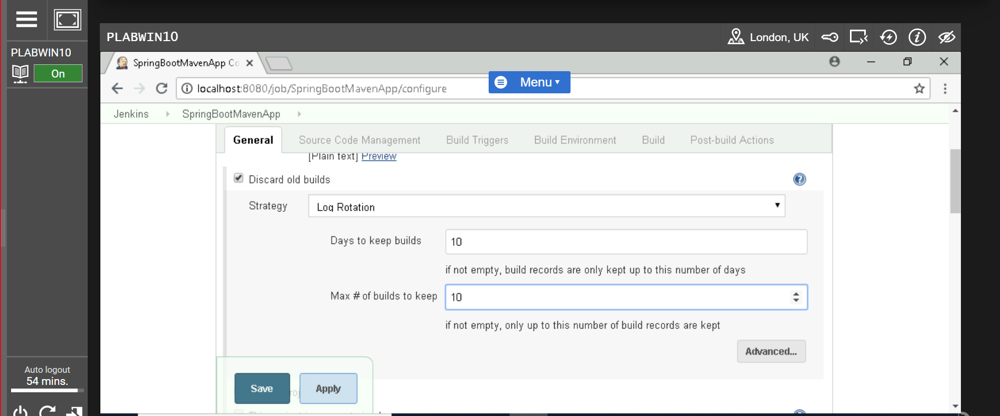 PLABWIN10
London, UK
PLABWIN10
On
SpringBootMavenApp Co
Menu
localhost:8080/job/SpringBootMavenApp/configure
Jenkins
SpringBootMavenApp
General
Source Code Management
Build Triggers
Build Environment
Build
Post-build Actions
[Plain text] Preview
Discard old builds
Strategy
Log Rotation
Days to keep builds
10
if not empty, build records are only kept up to this number of days
Max # of builds to keep
10
if not empty, only up to this number of build records are kept
Advanced...
Save
Apply
Auto logout
54 mins.